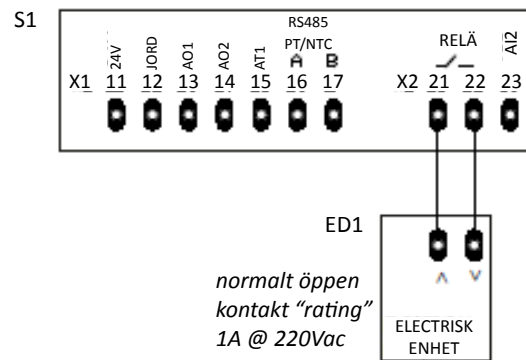 S1
RS485
PT/NTC
RELÄ
24V JORD AO1 AO2 AT1 A B AI2
X1 11 12 13 14 15 16 17 X2 21 22 23
ED1
normalt öppen
kontakt “rating”
1A @ 220Vac
ELECTRISK
ENHET